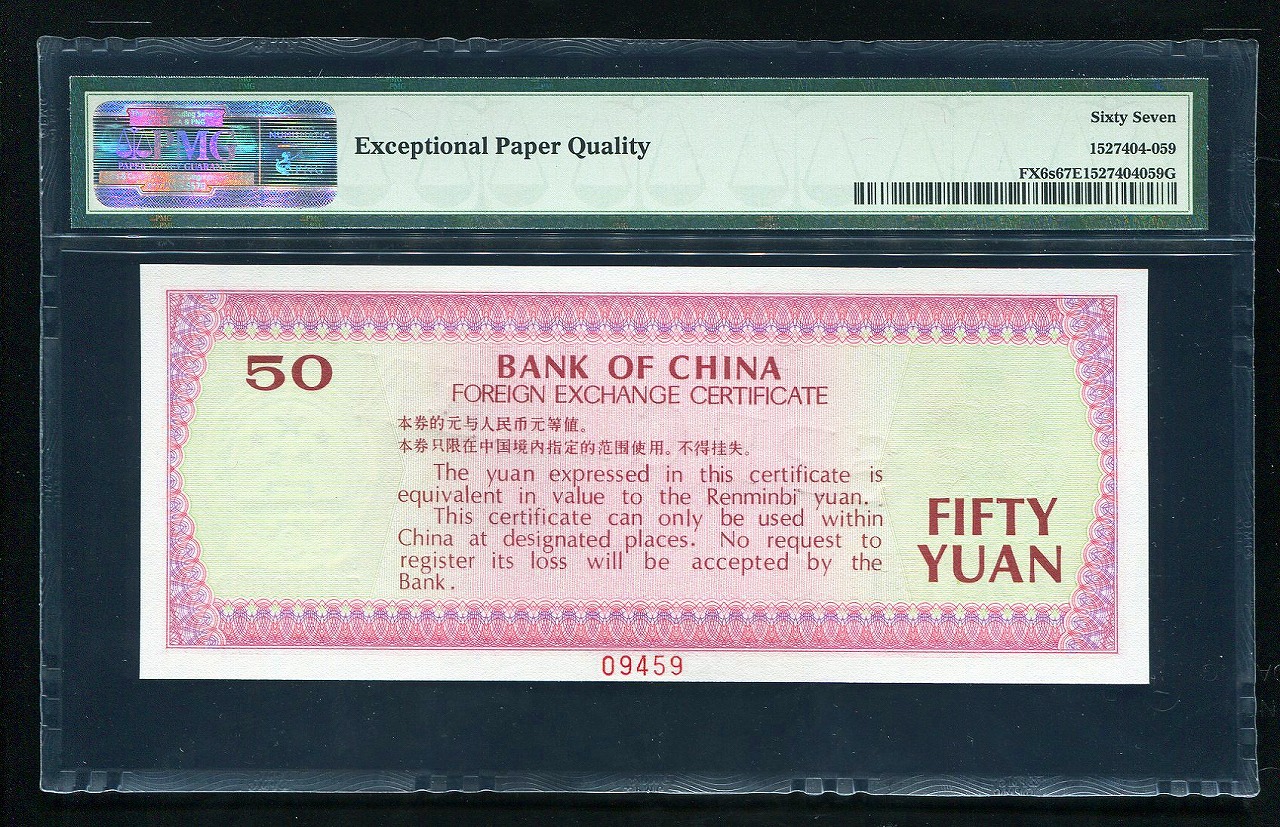 PMG
PAPER MONEY GUARANTY
Exceptional Paper Quality
Sixty Seven
1527404-059
FX6s67E1527404059G
50
BANK OF CHINA
FOREIGN EXCHANGE CERTIFICATE
本券的元与人民币元等值。
本券只限在中国境内指定的范围使用。不得挂失。
The yuan expressed in this certificate is
equivalent in value to the Renminbi yuan.
This certificate can only be used within
China at designated places. No request to
register its loss will be accepted by the
Bank.
FIFTY
YUAN
09459